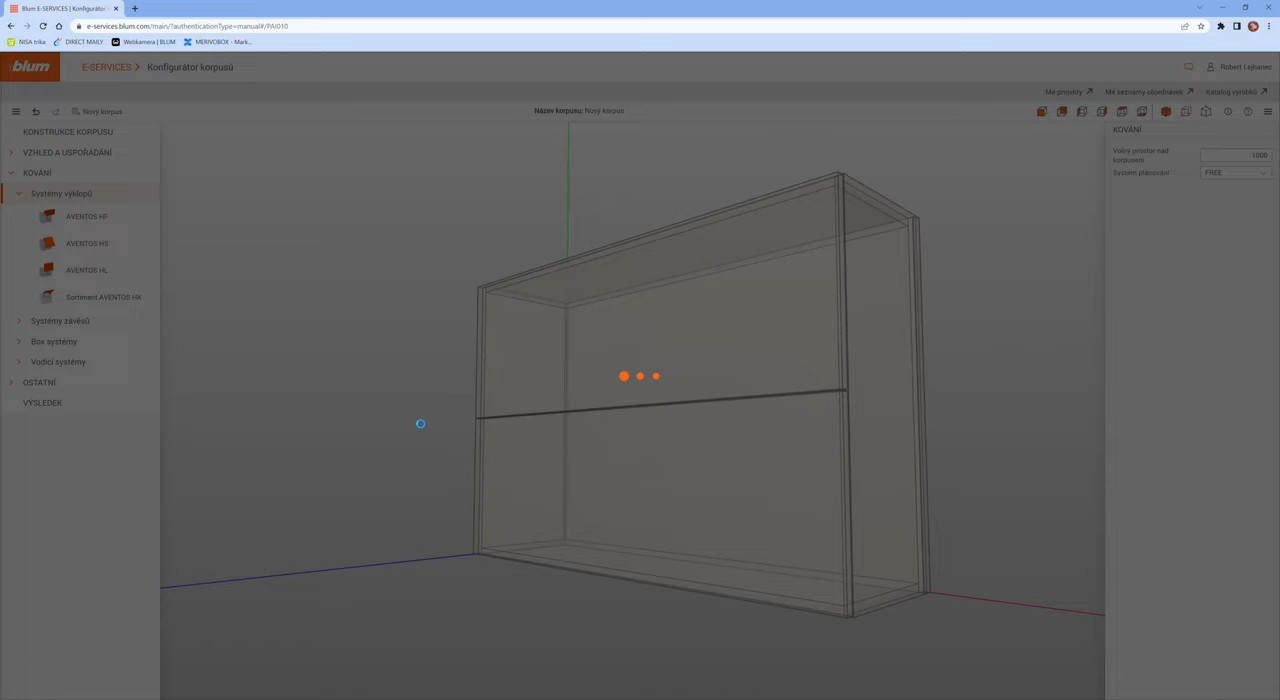 Blum E-SERVICES | Konfigurátor
e-services.blum.com/main/?authenticationType=manual#/PAI010
NISA trika
DIRECT MAILY
Webkamera | BLUM
MERIVOBOX - Mark...
blum
E-SERVICES
Konfigurátor korpusů
Robert Lejhanec
Mé projekty
Mé seznamy objednávek
Katalog výrobků
Nový korpus
Název korpusu: Nový korpus
KONSTRUKCE KORPUSU
VZHLED A USPOŘÁDÁNÍ
KOVÁNÍ
Systémy výklopů
AVENTOS HF
AVENTOS HS
AVENTOS HL
Sortiment AVENTOS HK
Systémy závěsů
Box systémy
Vodicí systémy
OSTATNÍ
VÝSLEDEK
KOVÁNÍ
Volný prostor nad
korpusem
1000
Systém plánování
FREE